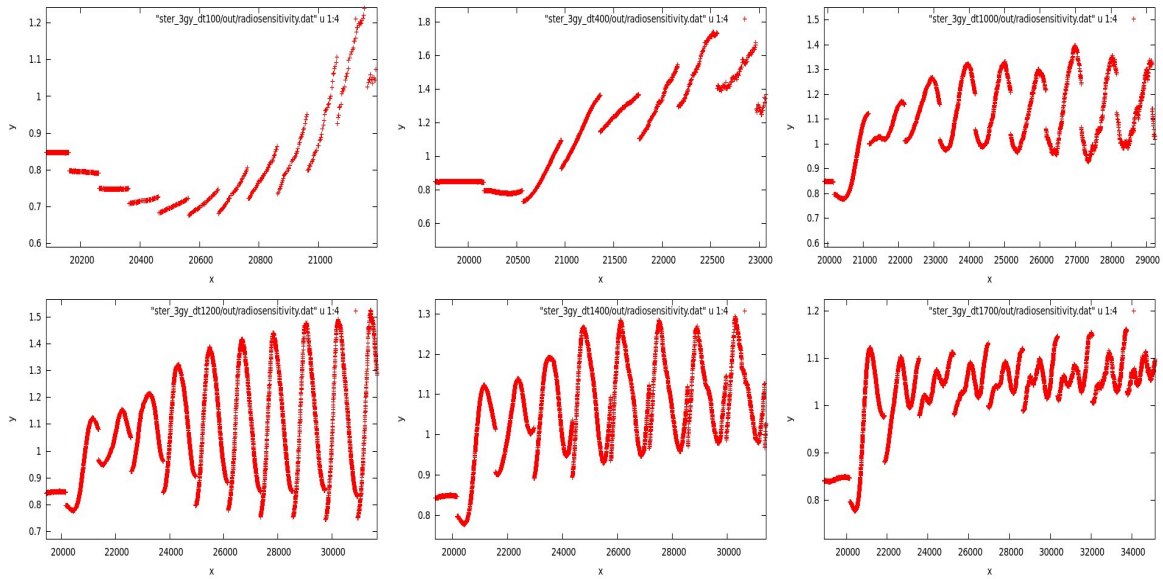 "ster_3gy_dt100/out/radiosensitivity.dat" u 1:4
1.2
1.1
1
0.9
0.8
0.7
0.6
y
20200 20400 20600 20800 21000
x
"ster_3gy_dt400/out/radiosensitivity.dat" u 1:4
1.8
1.6
1.4
1.2
1
0.8
0.6
y
20000 20500 21000 21500 22000 22500 23000
x
"ster_3gy_dt1000/out/radiosensitivity.dat" u 1:4
1.5
1.4
1.3
1.2
1.1
1
0.9
0.8
0.7
0.6
y
20000 21000 22000 23000 24000 25000 26000 27000 28000 29000
x
"ster_3gy_dt1200/out/radiosensitivity.dat" u 1:4
1.5
1.4
1.3
1.2
1.1
1
0.9
0.8
0.7
y
20000 22000 24000 26000 28000 30000
x
"ster_3gy_dt1400/out/radiosensitivity.dat" u 1:4
1.3
1.2
1.1
1
0.9
0.8
y
20000 22000 24000 26000 28000 30000
x
"ster_3gy_dt1700/out/radiosensitivity.dat" u 1:4
1.2
1.1
1
0.9
0.8
y
20000 22000 24000 26000 28000 30000 32000 34000
x